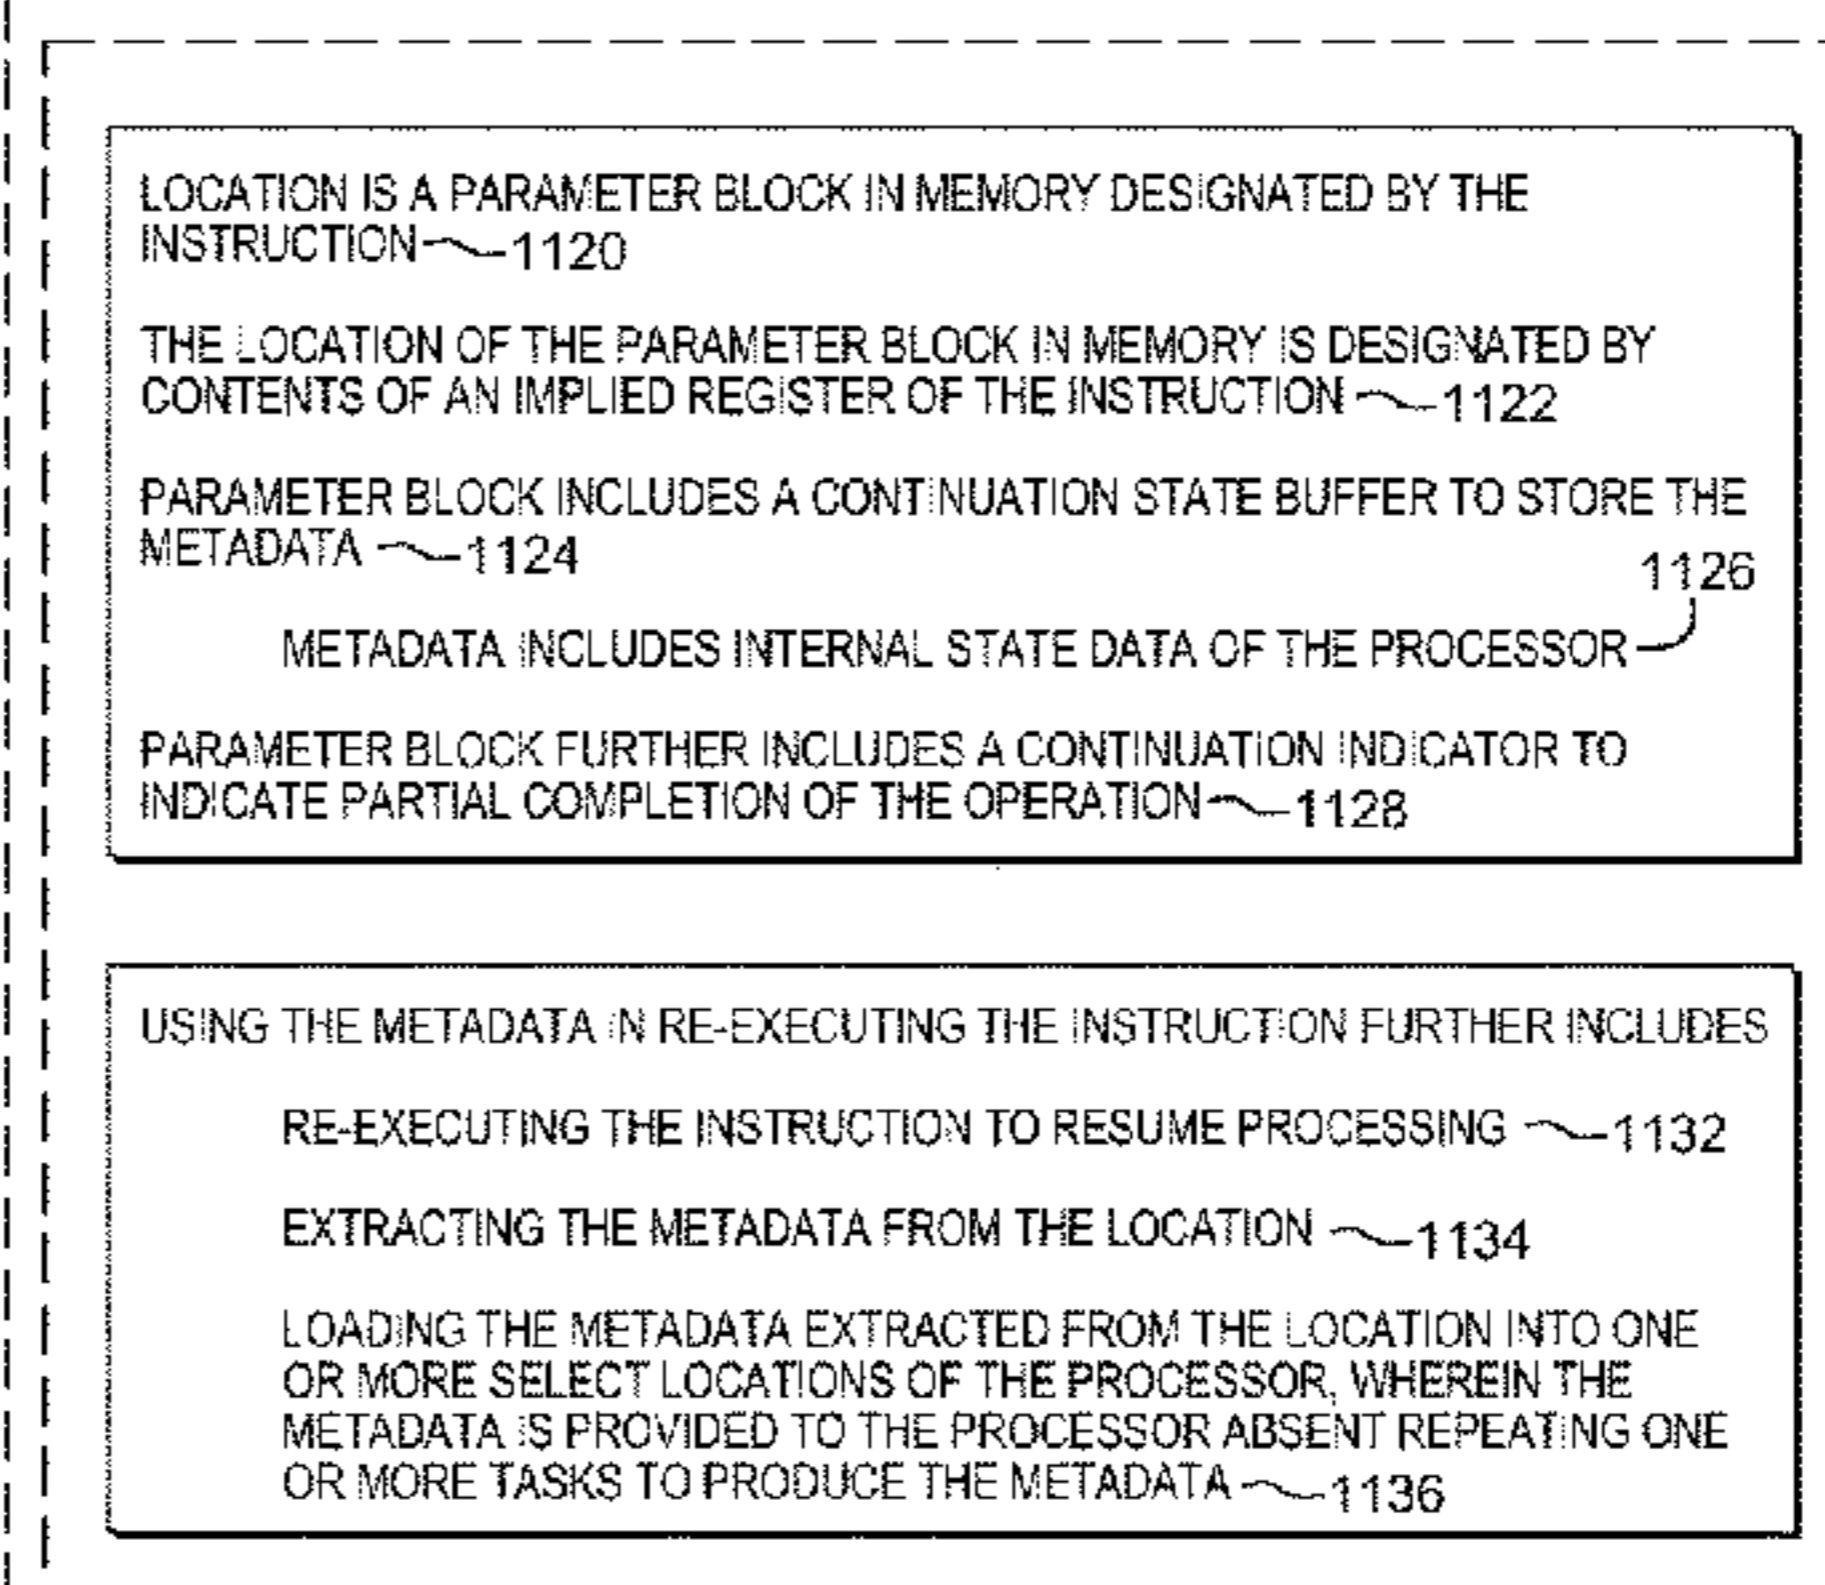 LOCATION IS A PARAMETER BLOCK IN MEMORY DESIGNATED BY THE
INSTRUCTION 1120
THE LOCATION OF THE PARAMETER BLOCK IN MEMORY IS DESIGNATED BY
CONTENTS OF AN IMPLIED REGISTER OF THE INSTRUCTION 1122
PARAMETER BLOCK INCLUDES A CONTINUATION STATE BUFFER TO STORE THE
METADATA 1124
1126
METADATA INCLUDES INTERNAL STATE DATA OF THE PROCESSOR
PARAMETER BLOCK FURTHER INCLUDES A CONTINUATION INDICATOR TO
INDICATE PARTIAL COMPLETION OF THE OPERATION 1128
USING THE METADATA IN RE-EXECUTING THE INSTRUCTION FURTHER INCLUDES
RE-EXECUTING THE INSTRUCTION TO RESUME PROCESSING 1132
EXTRACTING THE METADATA FROM THE LOCATION 1134
LOADING THE METADATA EXTRACTED FROM THE LOCATION INTO ONE
OR MORE SELECT LOCATIONS OF THE PROCESSOR, WHEREIN THE
METADATA IS PROVIDED TO THE PROCESSOR ABSENT REPEATING ONE
OR MORE TASKS TO PRODUCE THE METADATA 1136